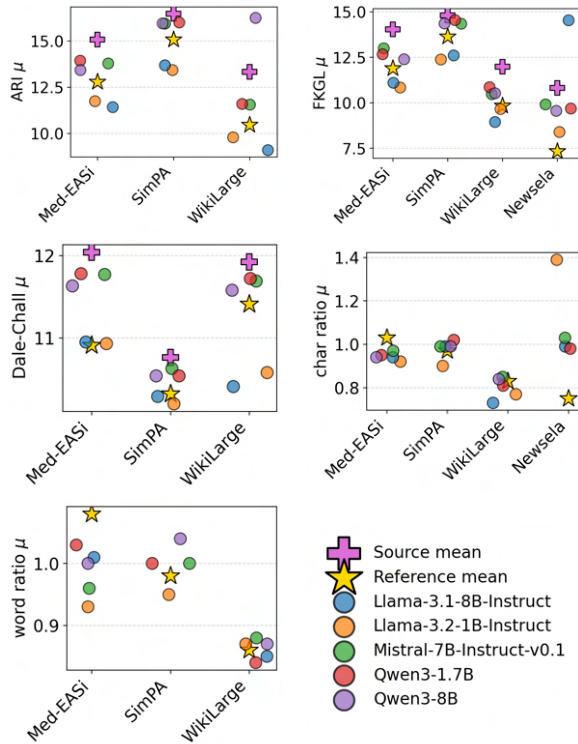 ARI μ
15.0
12.5
10.0
Med-EASi
SimPA
WikiLarge
FKGL μ
15.0
12.5
10.0
7.5
Med-EASi
SimPA
WikiLarge
Newsela
Dale-Chall μ
12
11
Med-EASi
SimPA
WikiLarge
char ratio μ
1.4
1.2
1.0
0.8
Med-EASi
SimPA
WikiLarge
Newsela
word ratio μ
1.0
0.9
Med-EASi
SimPA
WikiLarge
Source mean
Reference mean
Llama-3.1-8B-Instruct
Llama-3.2-1B-Instruct
Mistral-7B-Instruct-v0.1
Qwen3-1.7B
Qwen3-8B